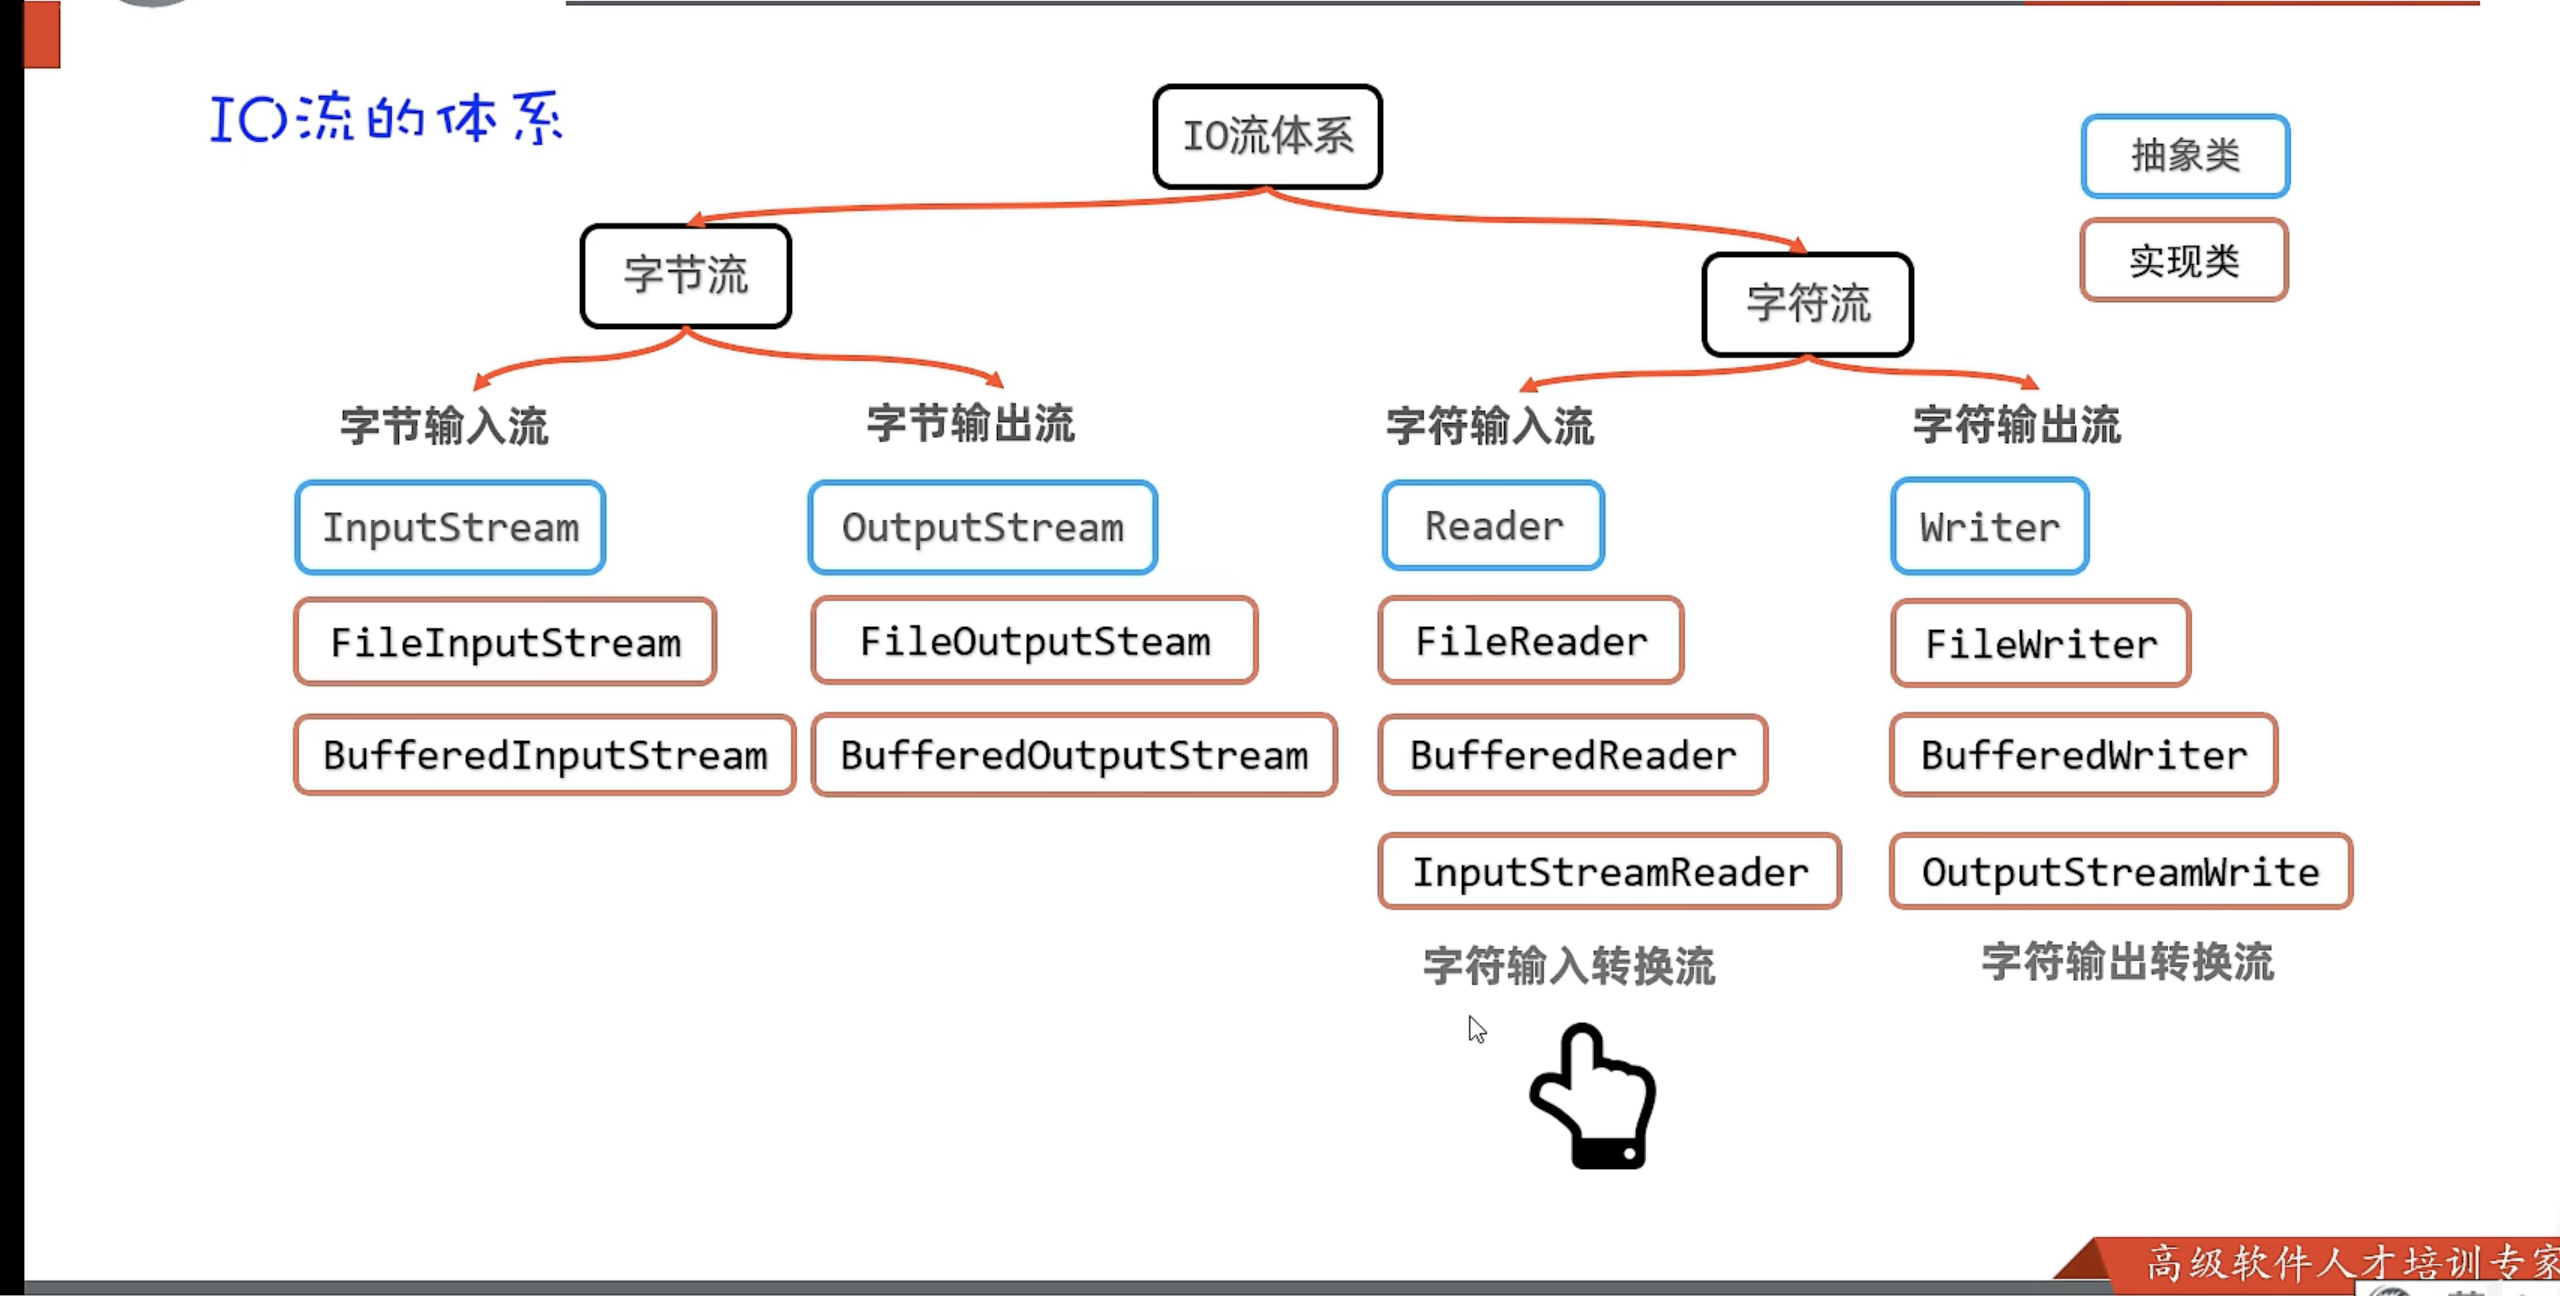 IO流的体系
IO流体系
抽象类
实现类
字节流
字符流
字节输入流
字节输出流
字符输入流
字符输出流
InputStream
OutputStream
Reader
Writer
FileInputStream
FileOutputSteam
FileReader
FileWriter
BufferedInputStream
BufferedOutputStream
BufferedReader
BufferedWriter
InputStreamReader
OutputStreamWrite
字符输入转换流
字符输出转换流
高级软件人才培训专家